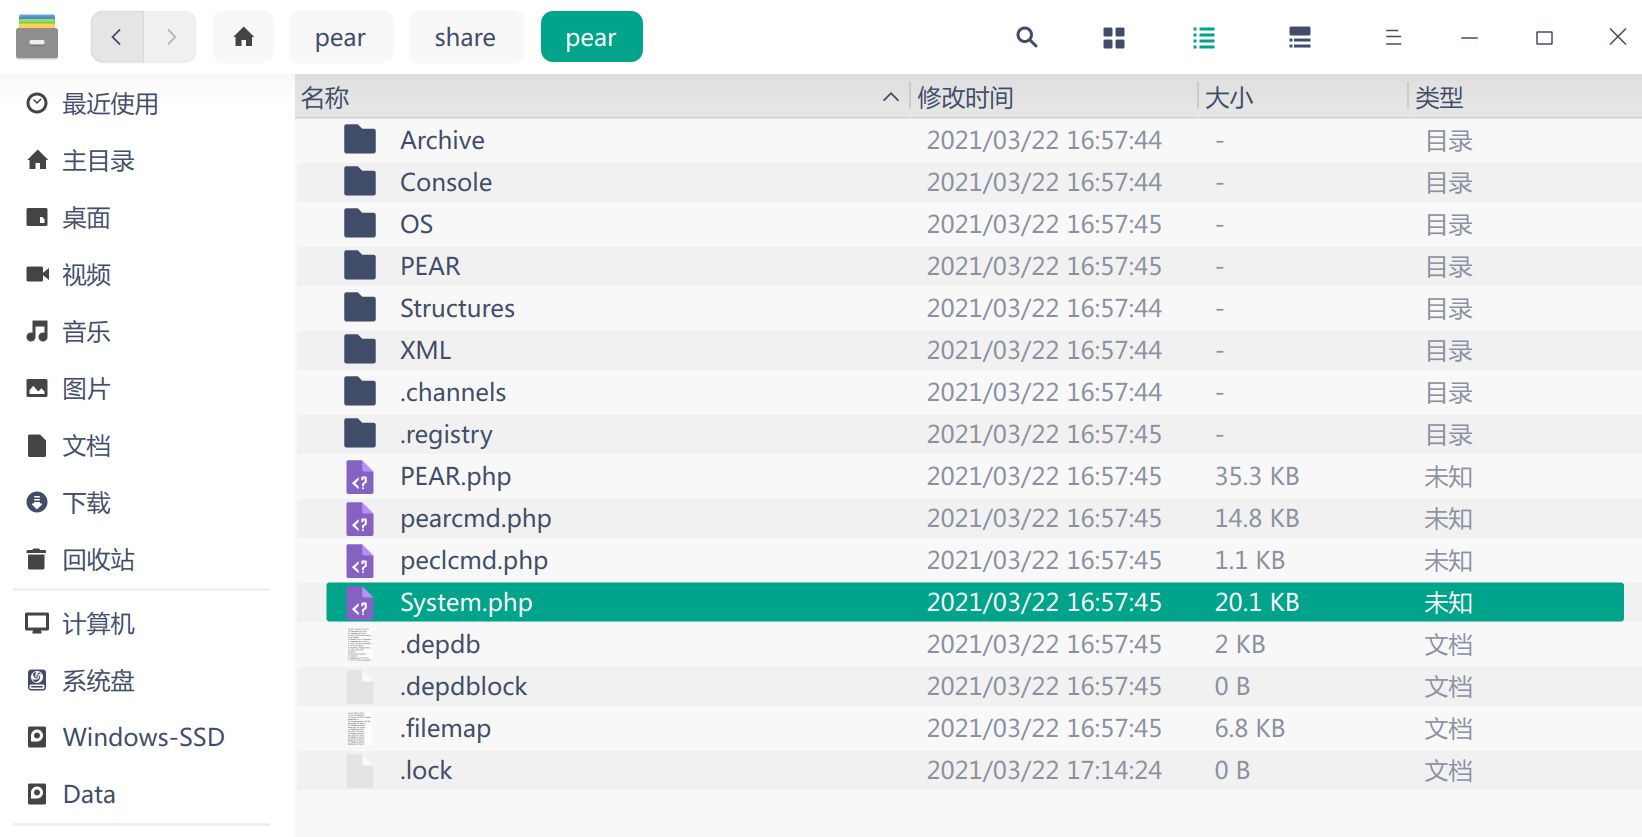 pear share pear
名称 修改时间 大小 类型
最近使用
主目录
桌面
视频
音乐
图片
文档
下载
回收站
计算机
系统盘
Windows-SSD
Data
Archive 2021/03/22 16:57:44 - 目录
Console 2021/03/22 16:57:44 - 目录
OS 2021/03/22 16:57:45 - 目录
PEAR 2021/03/22 16:57:45 - 目录
Structures 2021/03/22 16:57:44 - 目录
XML 2021/03/22 16:57:44 - 目录
.channels 2021/03/22 16:57:44 - 目录
.registry 2021/03/22 16:57:45 - 目录
PEAR.php 2021/03/22 16:57:45 35.3 KB 未知
pearcmd.php 2021/03/22 16:57:45 14.8 KB 未知
peclcmd.php 2021/03/22 16:57:45 1.1 KB 未知
System.php 2021/03/22 16:57:45 20.1 KB 未知
.depdb 2021/03/22 16:57:45 2 KB 文档
.depdblock 2021/03/22 16:57:45 0 B 文档
.filemap 2021/03/22 16:57:45 6.8 KB 文档
.lock 2021/03/22 17:14:24 0 B 文档